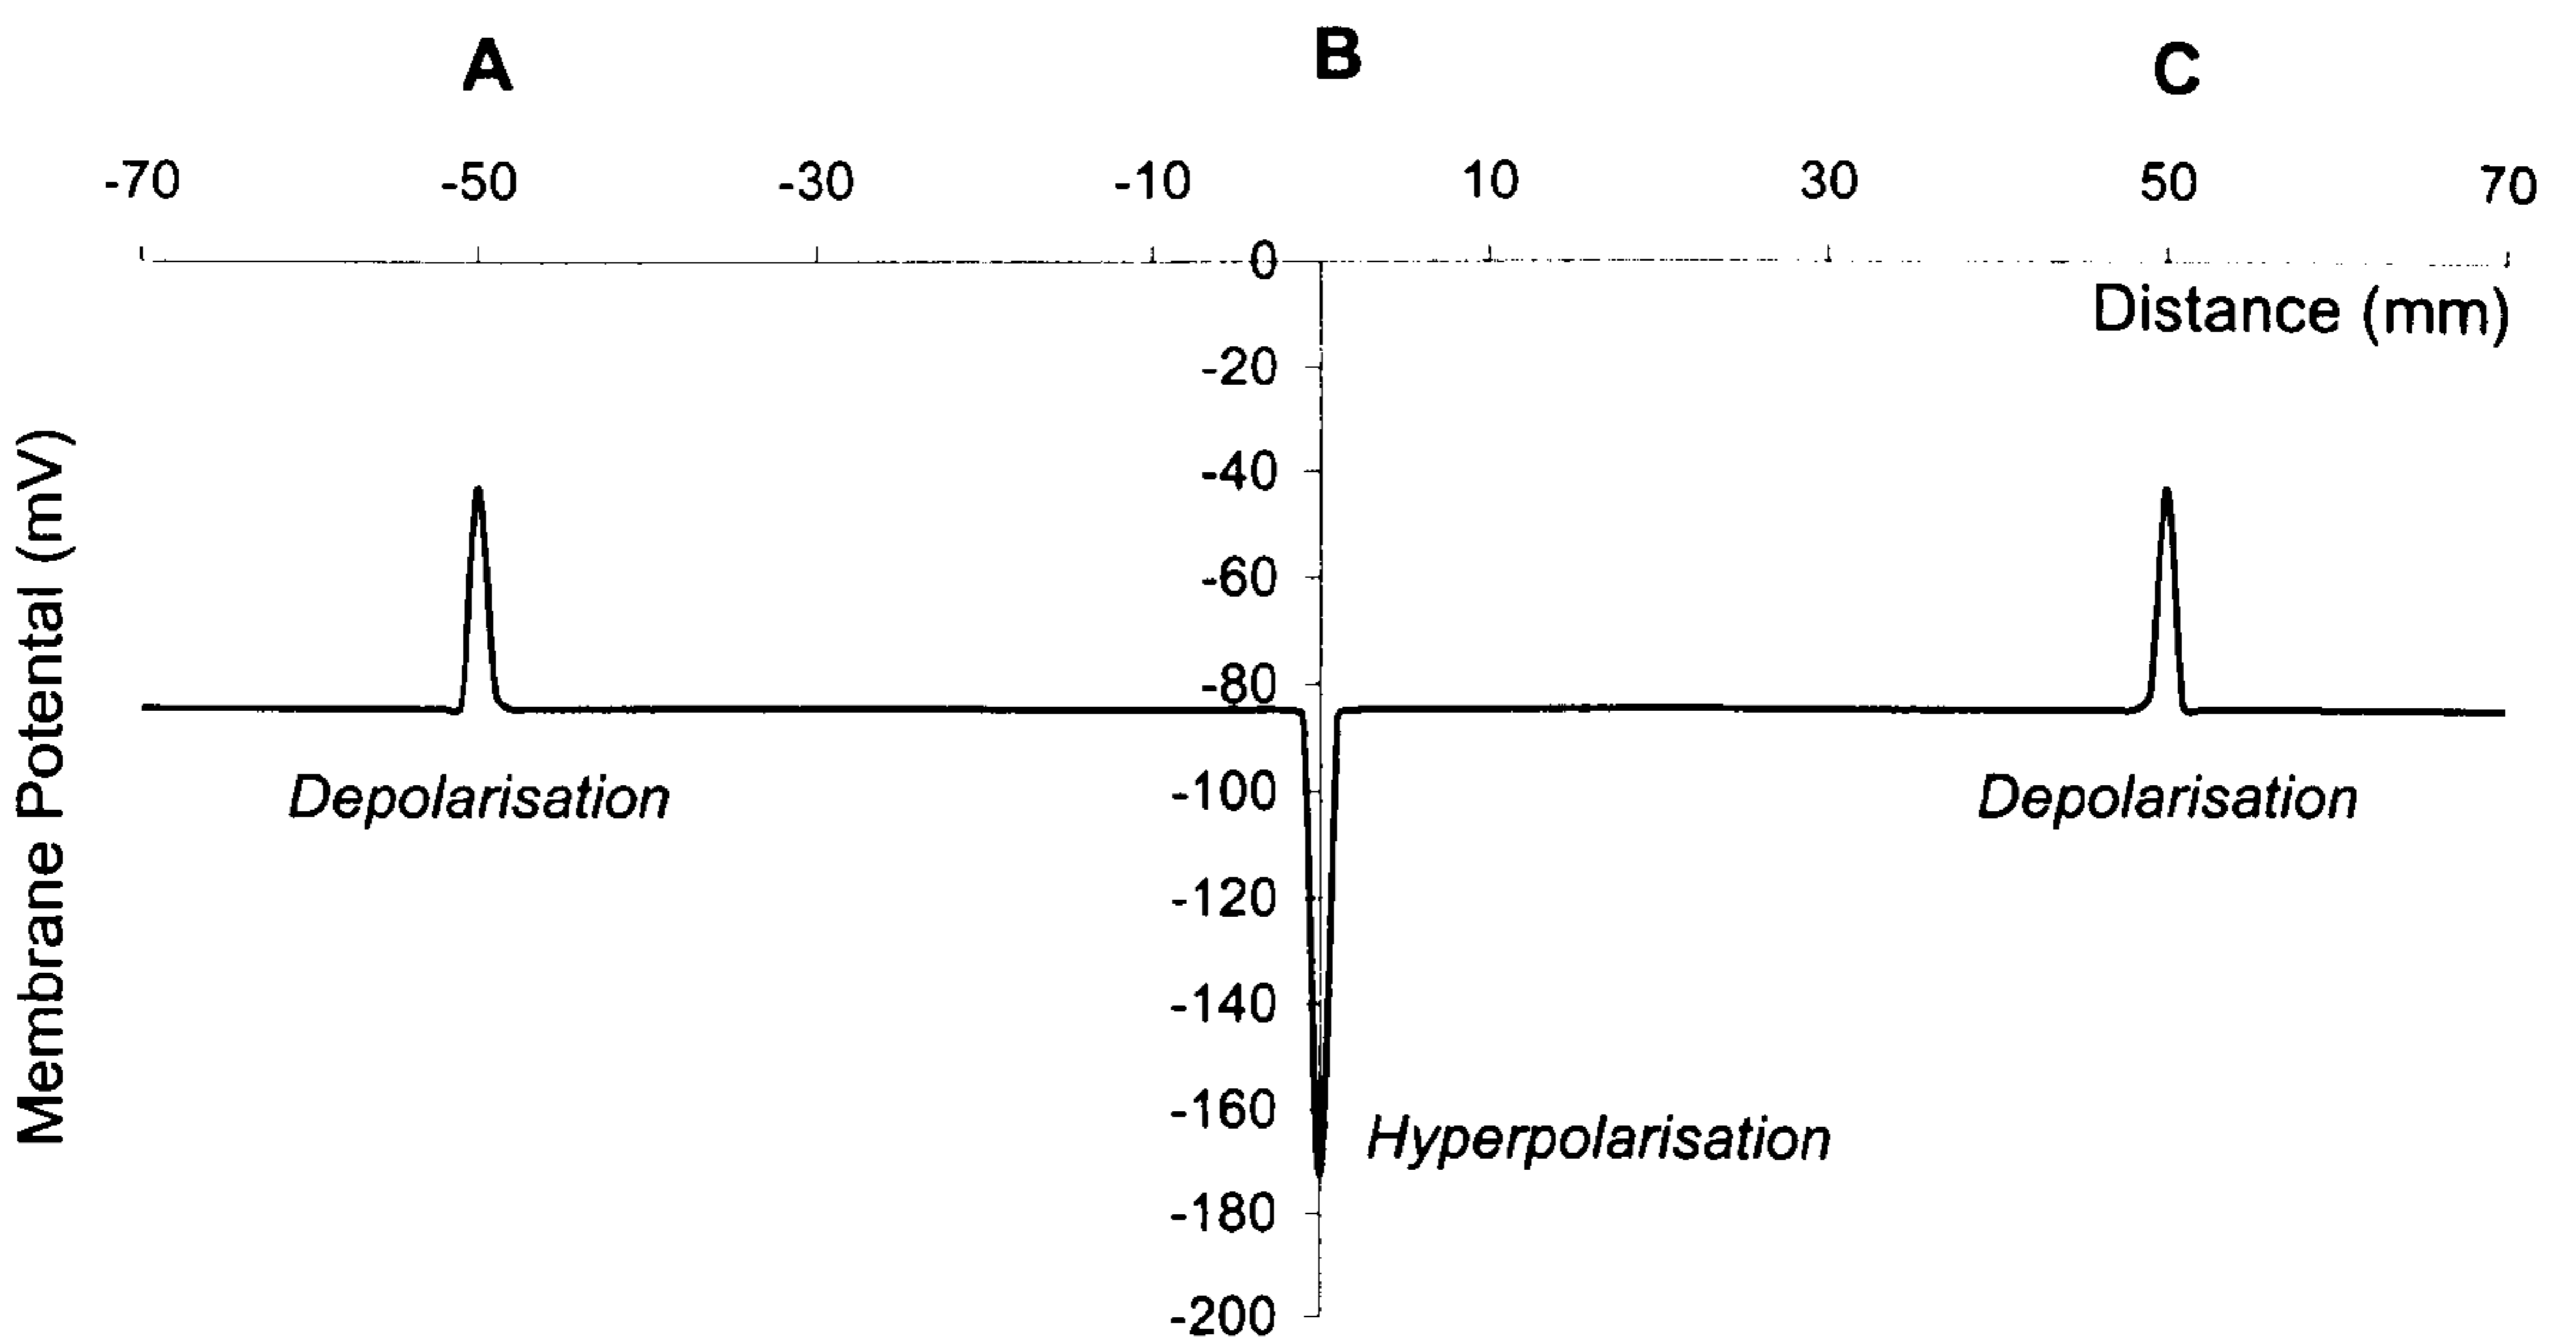 A B C
-70 -50 -30 -10 10 30 50 70
0
Distance (mm)
-20
-40
-60
-80
Membrane Potental (mV)
Depolarisation Depolarisation
-100
-120
-140
-160
Hyperpolarisation
-180
-200